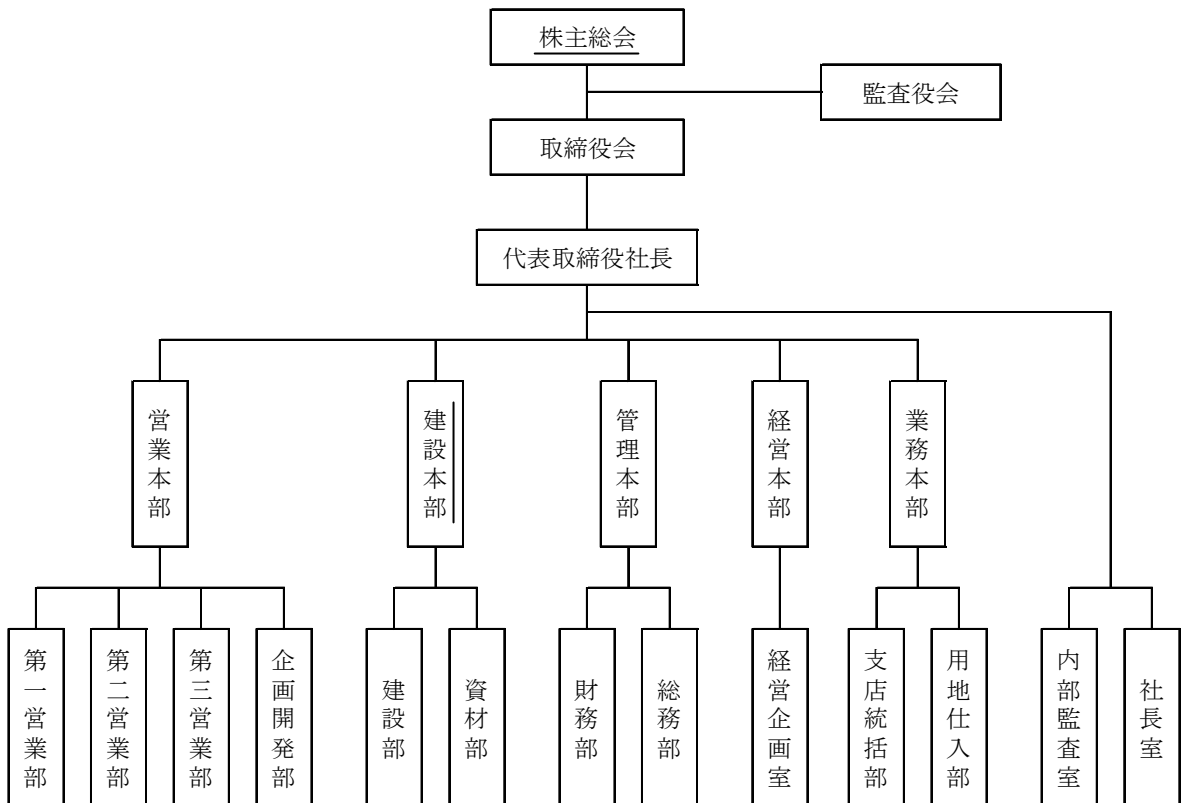 株主総会
監査役会
取締役会
代表取締役社長
営業本部
建設本部
管理本部
経営本部
業務本部
第一営業部
第二営業部
第三営業部
企画開発部
建設部
資材部
財務部
総務部
経営企画室
支店統括部
用地仕入部
内部監査室
社長室